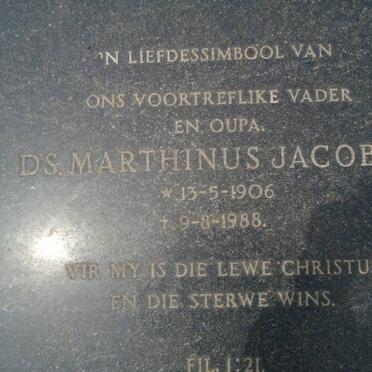 'N LIEFDESSIMBOOL VAN
ONS VOORTREFLIKE VADER
EN OUPA.
DS. MARTHINUS JACOB
* 13-5-1906
† 9-8-1988.
VIR MY IS DIE LEWE CHRISTU
EN DIE STERWE WINS.
FIL. 1:21.